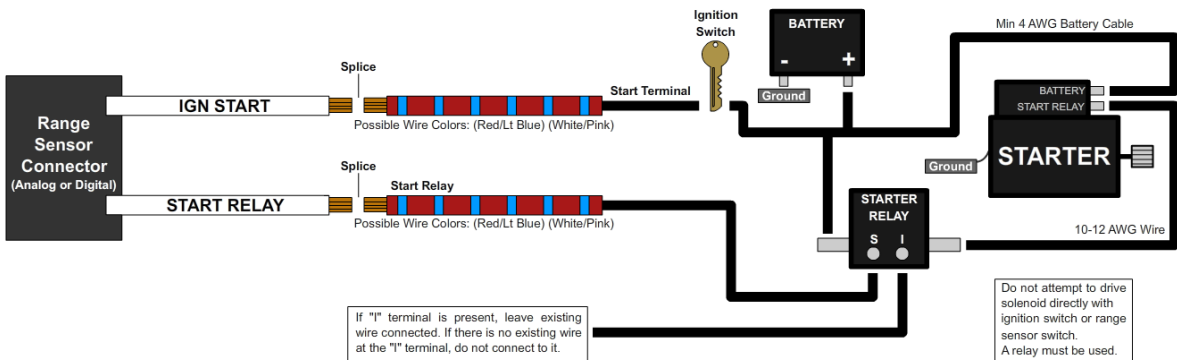 Range
Sensor
Connector
(Analog or Digital)
IGN START
Splice
Start Terminal
Possible Wire Colors: (Red/Lt Blue) (White/Pink)
START RELAY
Splice
Start Relay
Possible Wire Colors: (Red/Lt Blue) (White/Pink)
Ignition
Switch
BATTERY
- +
Ground
Min 4 AWG Battery Cable
BATTERY
START RELAY
STARTER
Ground
STARTER
RELAY
S I
10-12 AWG Wire
If "I" terminal is present, leave existing
wire connected. If there is no existing wire
at the "I" terminal, do not connect to it.
Do not attempt to drive
solenoid directly with
ignition switch or range
sensor switch.
A relay must be used.